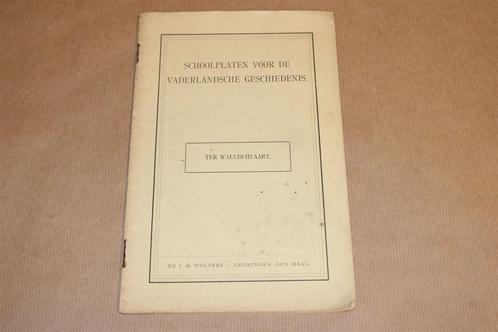 SCHOOLPLATEN VOOR DE
VADERLANDSCHE GESCHIEDENIS.
TER WALVISCHVAART.
BIJ J. B. WOLTERS — GRONINGEN, DEN HAAG.